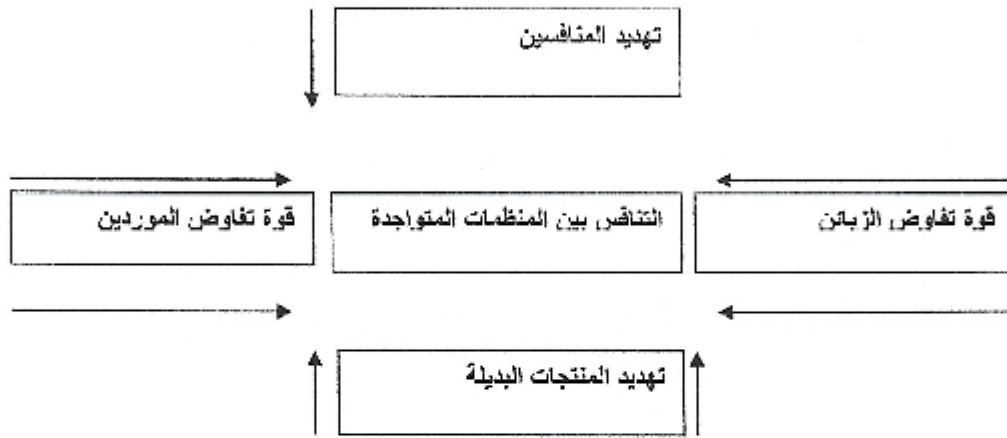 تهديد المنافسين
قوة تفاوض الزبائن
التنافس بين المنظمات المتواجدة
قوة تفاوض الموردين
تهديد المنتجات البديلة